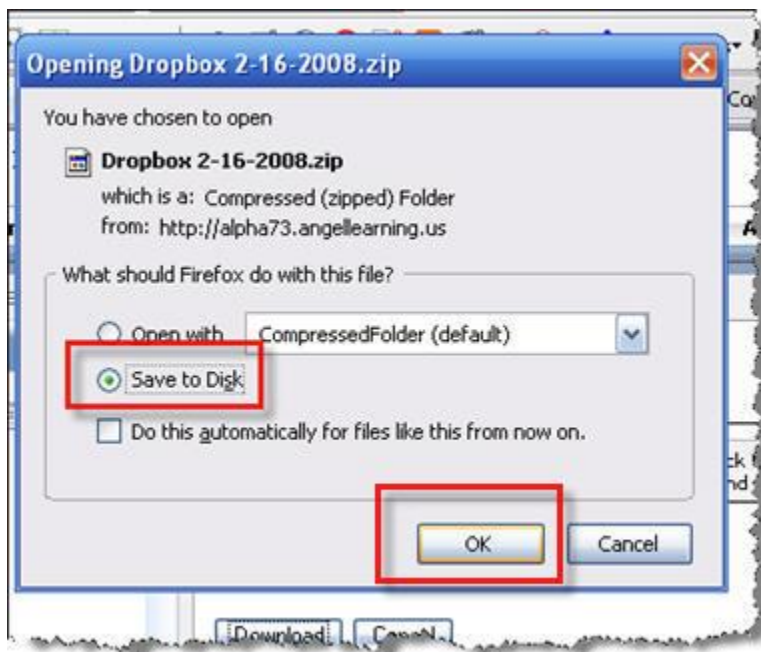 Opening Dropbox 2-16-2008.zip
You have chosen to open
Dropbox 2-16-2008.zip
which is a: Compressed (zipped) Folder
from: http://alpha73.angellearning.us
What should Firefox do with this file?
Open with CompressedFolder (default)
Save to Disk
Do this automatically for files like this from now on.
OK Cancel
Download Cancel